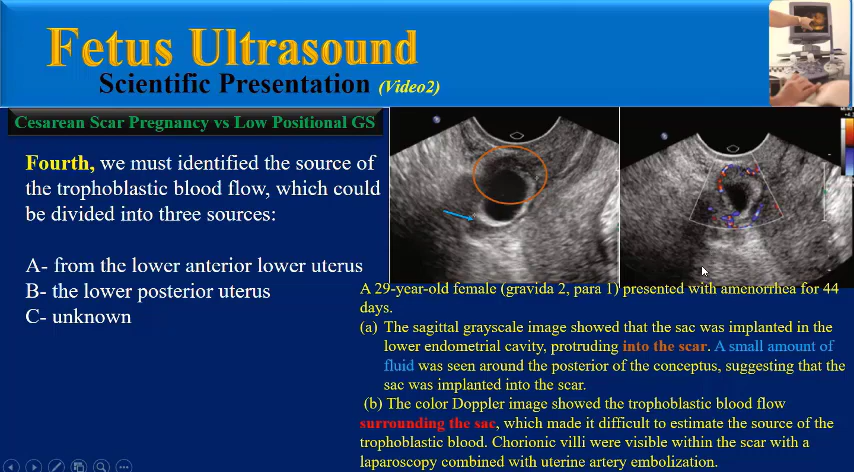 Fetus Ultrasound
Scientific Presentation (Video2)
Cesarean Scar Pregnancy vs Low Positional GS
Fourth, we must identified the source of
the trophoblastic blood flow, which could
be divided into three sources:
A- from the lower anterior lower uterus
B- the lower posterior uterus
C- unknown
A 29-year-old female (gravida 2, para 1) presented with amenorrhea for 44
days.
(a) The sagittal grayscale image showed that the sac was implanted in the
lower endometrial cavity, protruding into the scar. A small amount of
fluid was seen around the posterior of the conceptus, suggesting that the
sac was implanted into the scar.
(b) The color Doppler image showed the trophoblastic blood flow
surrounding the sac, which made it difficult to estimate the source of the
trophoblastic blood. Chorionic villi were visible within the scar with a
laparoscopy combined with uterine artery embolization.